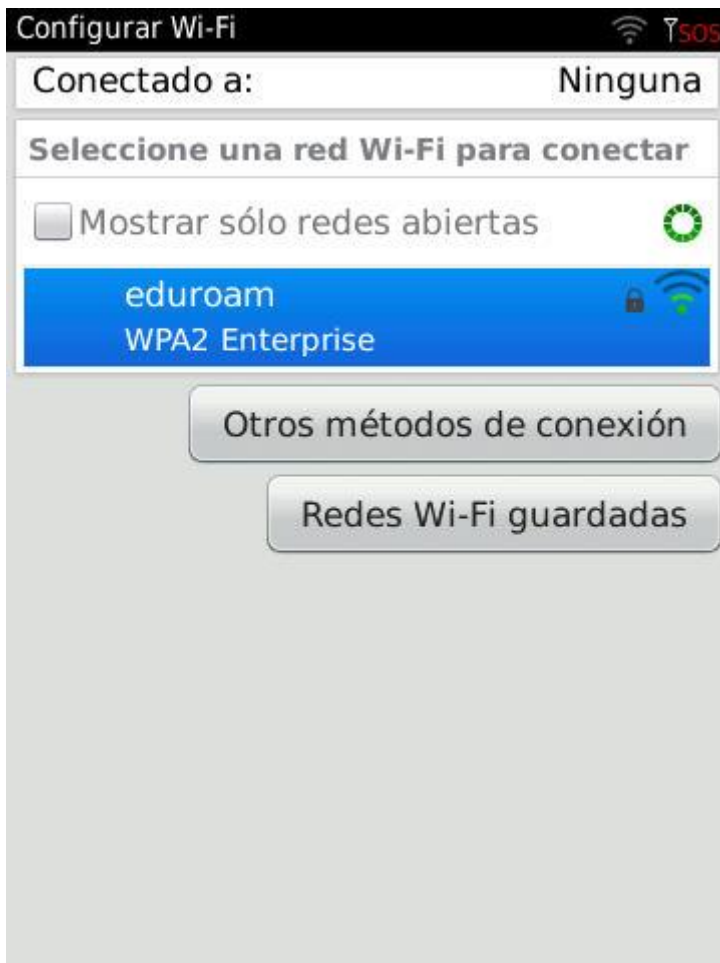 Configurar Wi-Fi SOS
Conectado a: Ninguna
Seleccione una red Wi-Fi para conectar
Mostrar sólo redes abiertas
eduroam
WPA2 Enterprise
Otros métodos de conexión
Redes Wi-Fi guardadas